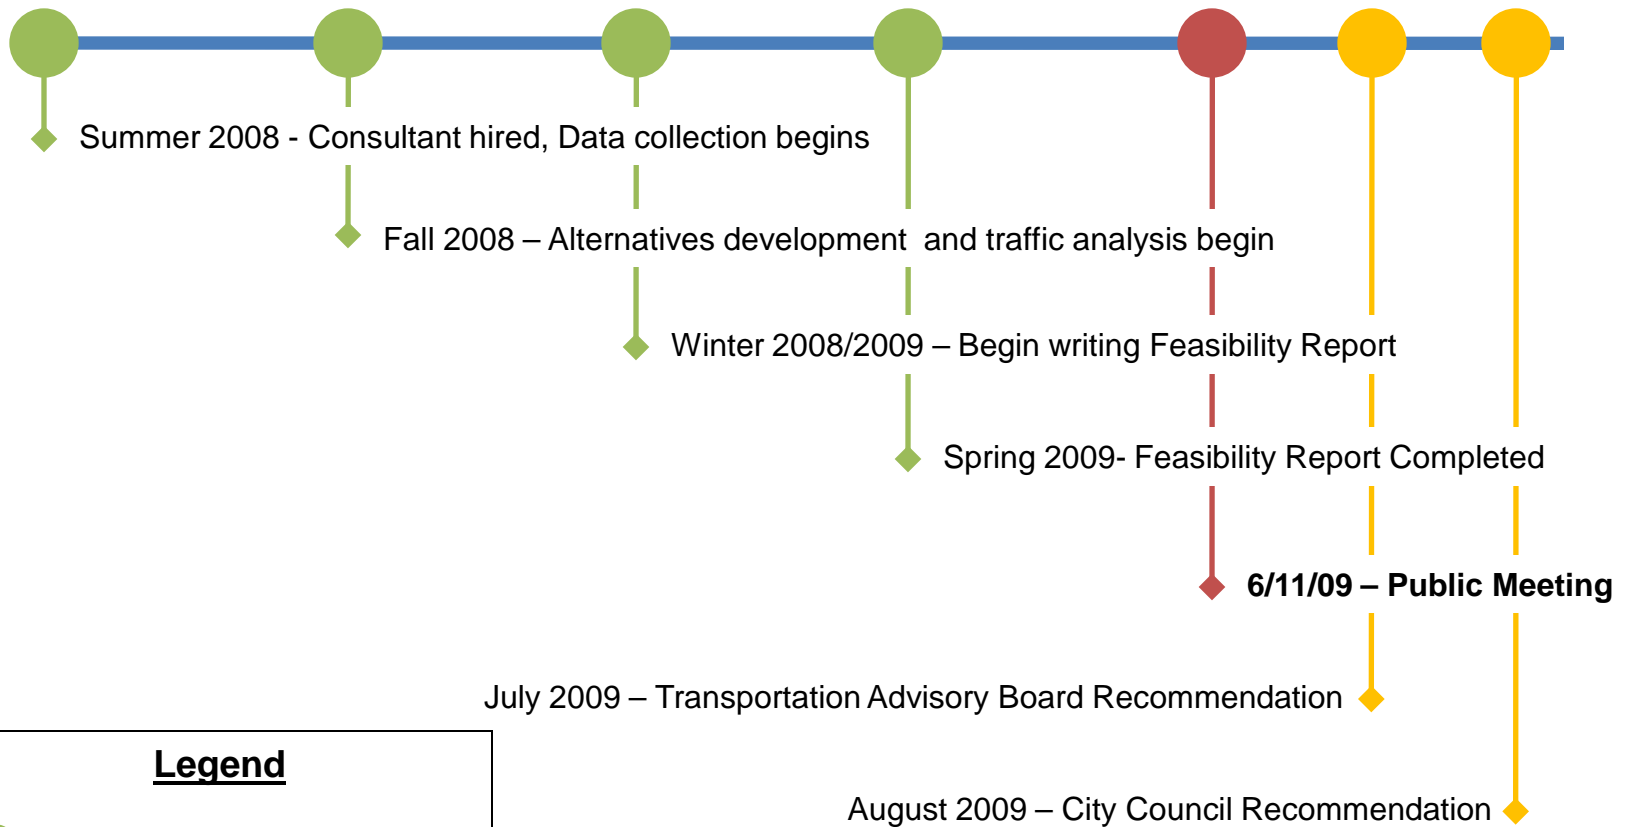 Summer 2008 - Consultant hired, Data collection begins
Fall 2008 – Alternatives development  and traffic analysis begin
Winter 2008/2009 – Begin writing Feasibility Report
Spring 2009- Feasibility Report Completed
6/11/09 – Public Meeting
July 2009 – Transportation Advisory Board Recommendation
Legend
August 2009 – City Council Recommendation